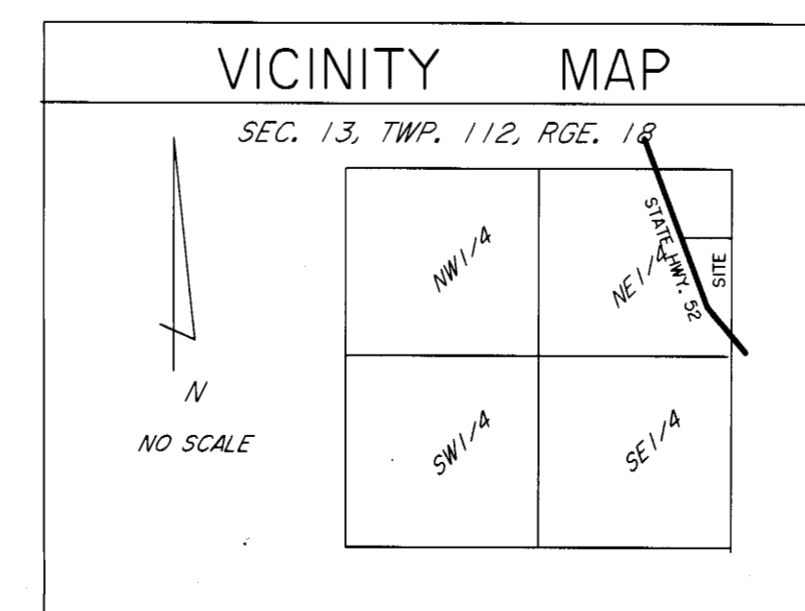 VICINITY MAP
SEC. 13, TWP. 112, RGE. 18
NW1/4
NE1/4
STATE HWY. 52
SITE
N
NO SCALE
SW1/4
SE1/4